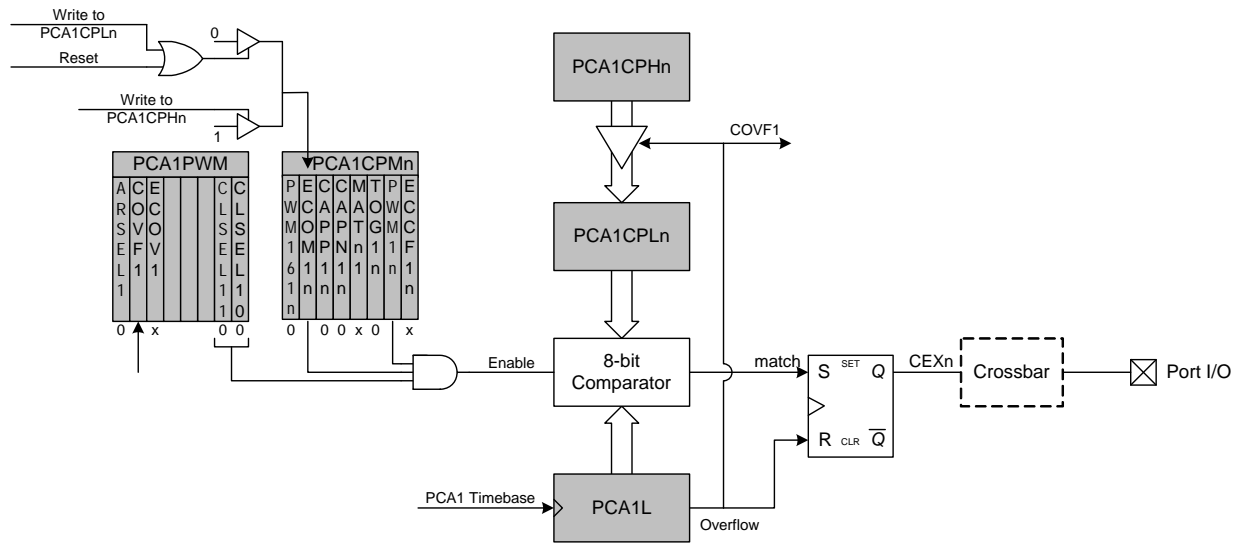 Write to
PCA1CPLn
Reset
0
Write to
PCA1CPHn
1
PCA1CPHn
COVF1
PCA1PWM
ARSEL1
COVF1
ECOV1
CLSEL11
CLSEL10
0
x
0
0
PCA1CPMn
PWM161n
ECOM1n
CAPP1n
CAPN1n
MATn1
TOG1n
PWM1n
ECCF1n
0
0
0
x
0
x
PCA1CPLn
Enable
8-bit
Comparator
match
S
SET
Q
R
CLR
Q
CEXn
Crossbar
Port I/O
PCA1 Timebase
PCA1L
Overflow